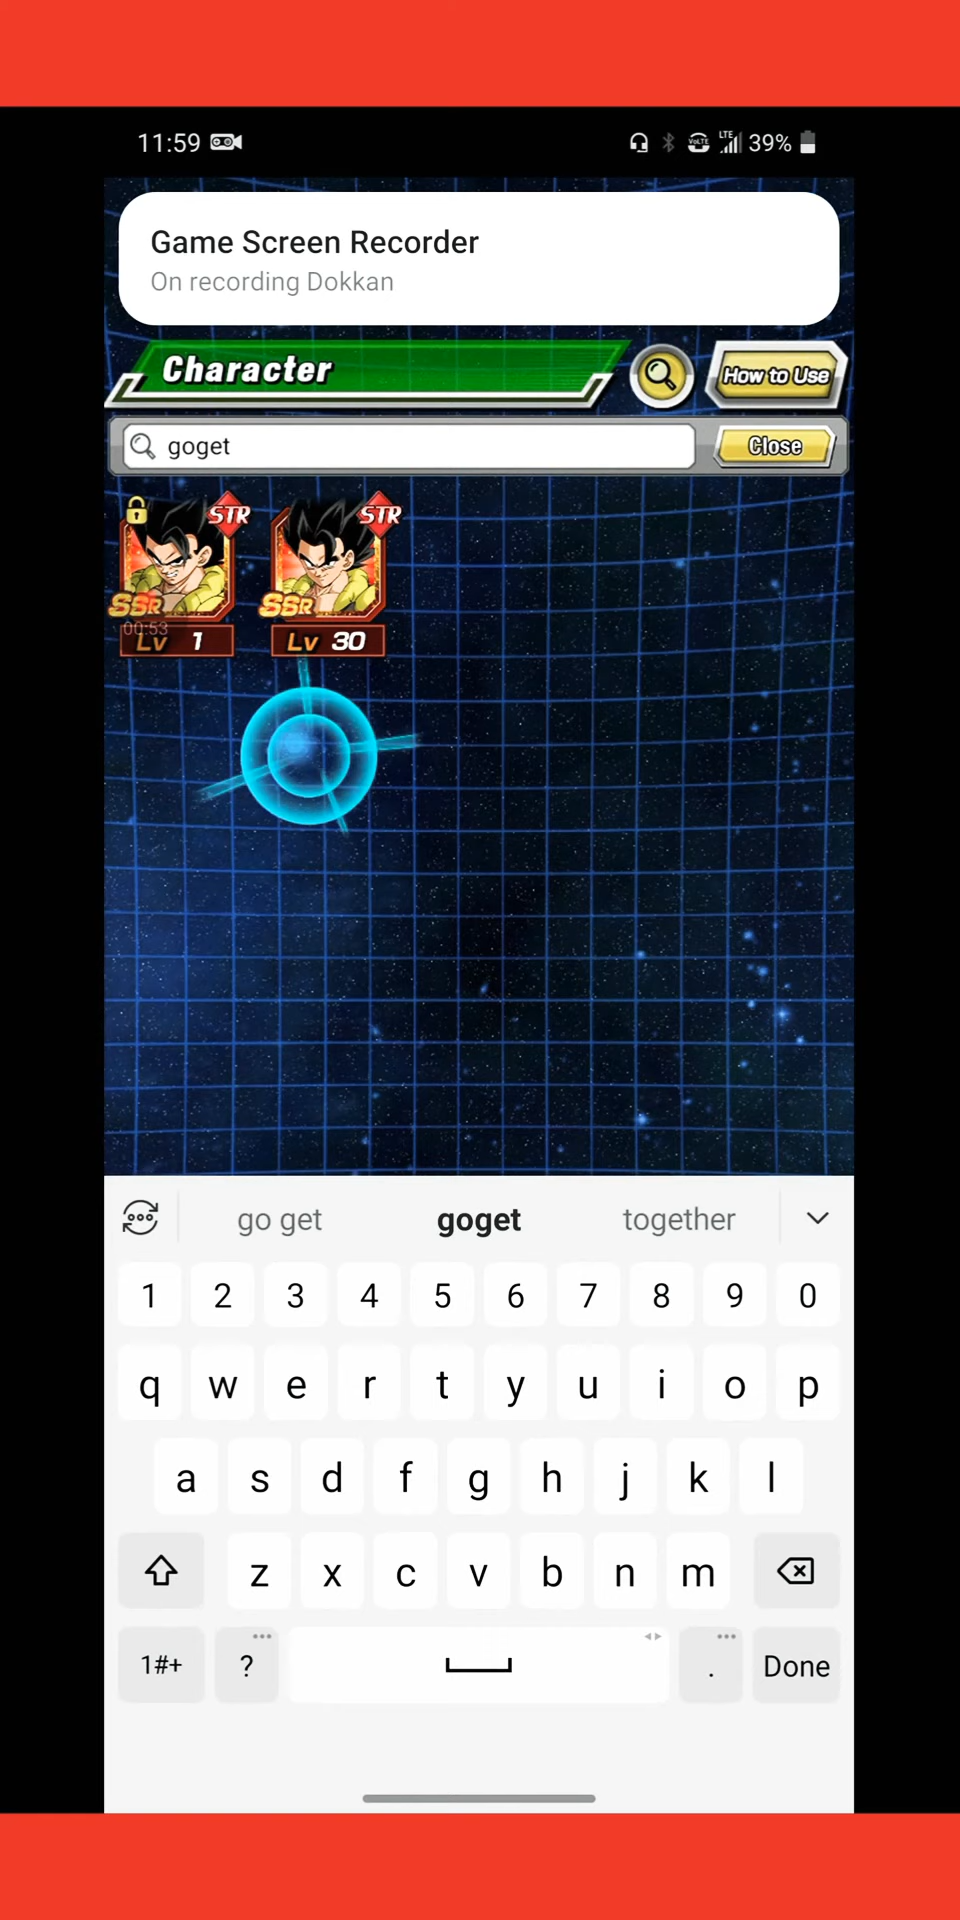 11:59 LTE VoLTE 39%
Game Screen Recorder
On recording Dokkan
Character How to Use
goget Close
STR STR
SSR SSR
00:53
Lv 1 Lv 30
go get goget together
1 2 3 4 5 6 7 8 9 0
q w e r t y u i o p
a s d f g h j k l
z x c v b n m
1#+ ? . Done